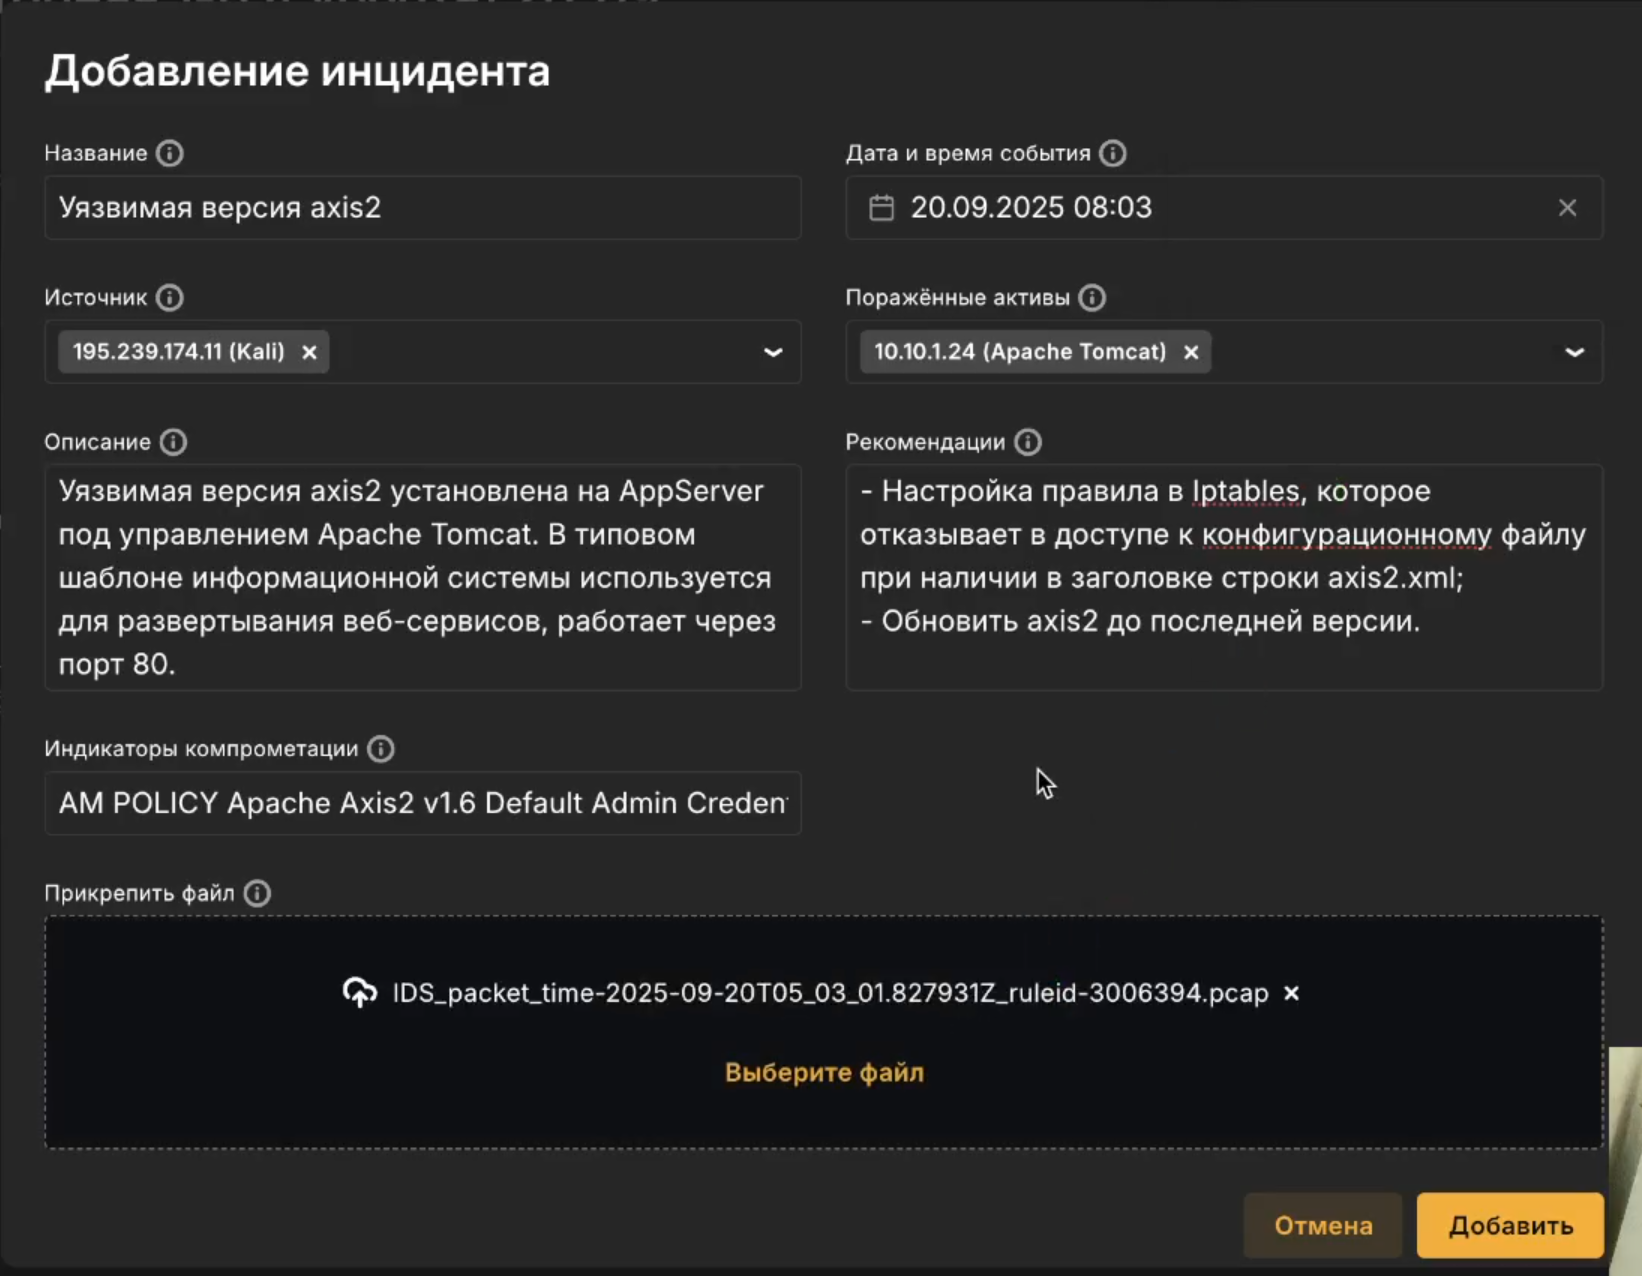 Добавление инцидента
Название
Дата и время события
Уязвимая версия axis2
20.09.2025 08:03
Источник
Поражённые активы
195.239.174.11 (Kali)
10.10.1.24 (Apache Tomcat)
Описание
Рекомендации
Уязвимая версия axis2 установлена на AppServer
под управлением Apache Tomcat. В типовом
шаблоне информационной системы используется
для развертывания веб-сервисов, работает через
порт 80.
- Настройка правила в Iptables, которое
отказывает в доступе к конфигурационному файлу
при наличии в заголовке строки axis2.xml;
- Обновить axis2 до последней версии.
Индикаторы компрометации
AM POLICY Apache Axis2 v1.6 Default Admin Creden
Прикрепить файл
IDS_packet_time-2025-09-20T05_03_01.827931Z_ruleid-3006394.pcap
Выберите файл
Отмена
Добавить